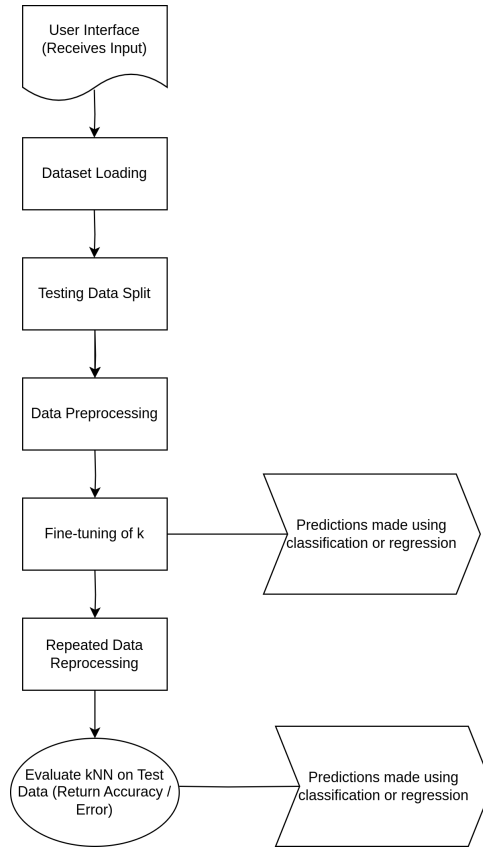 User Interface
(Receives Input)
Dataset Loading
Testing Data Split
Data Preprocessing
Fine-tuning of k
Predictions made using
classification or regression
Repeated Data
Reprocessing
Evaluate kNN on Test
Data (Return Accuracy /
Error)
Predictions made using
classification or regression